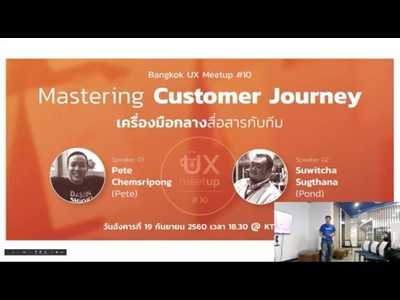 Bangkok UX Meetup #10
Mastering Customer Journey
เครื่องมือกลางสื่อสารกับทีม
Speaker 01
Pete
Chemsripong
(Pete)
UX
meetup
#10
Speaker 02
Suwitcha
Sugthana
(Pond)
วันอังคารที่ 19 กันยายน 2560 เวลา 18.30 @ KT